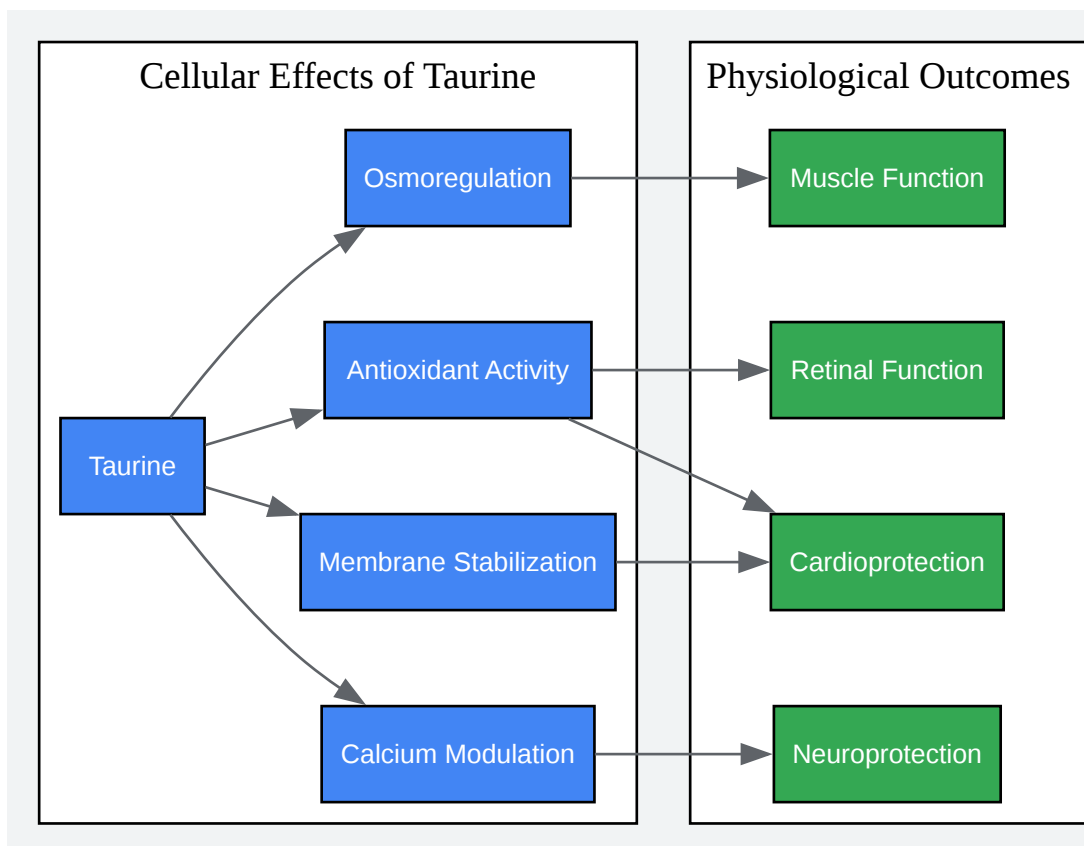 Cellular Effects of Taurine
Physiological Outcomes
Osmoregulation
Muscle Function
Antioxidant Activity
Retinal Function
Taurine
Membrane Stabilization
Cardioprotection
Calcium Modulation
Neuroprotection